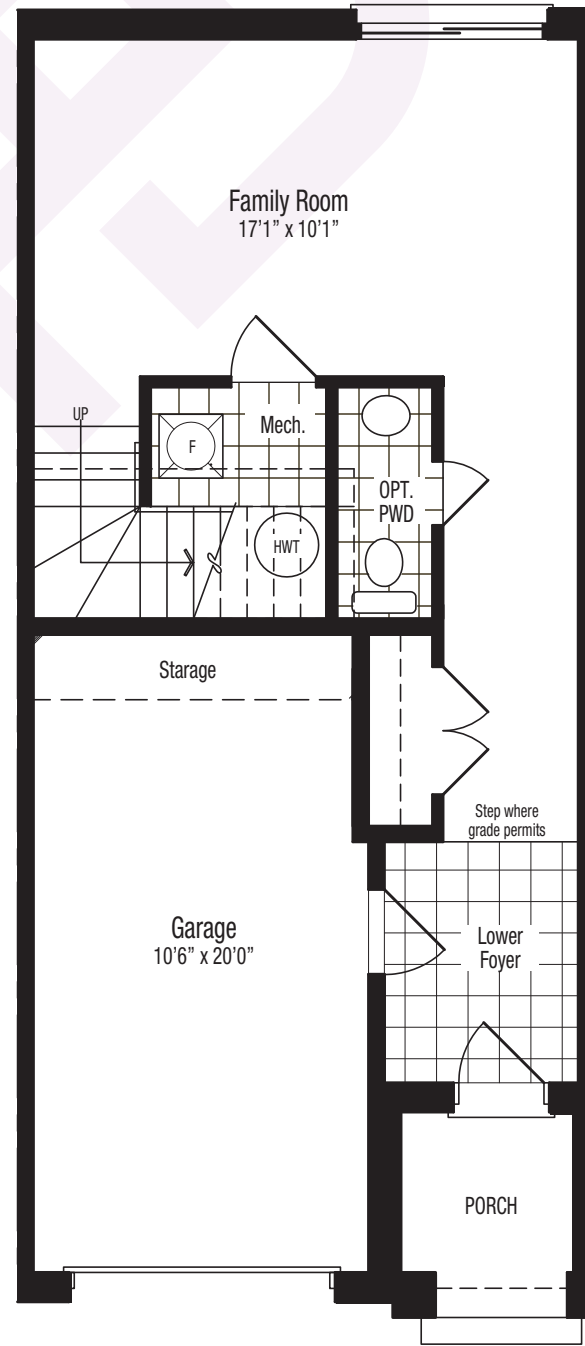 Family Room
17'1” x 10'1”
UP
F
Mech.
OPT.
PWD
HWT
Starage
Step where
grade permits
Garage
10'6” x 20'0”
Lower
Foyer
PORCH